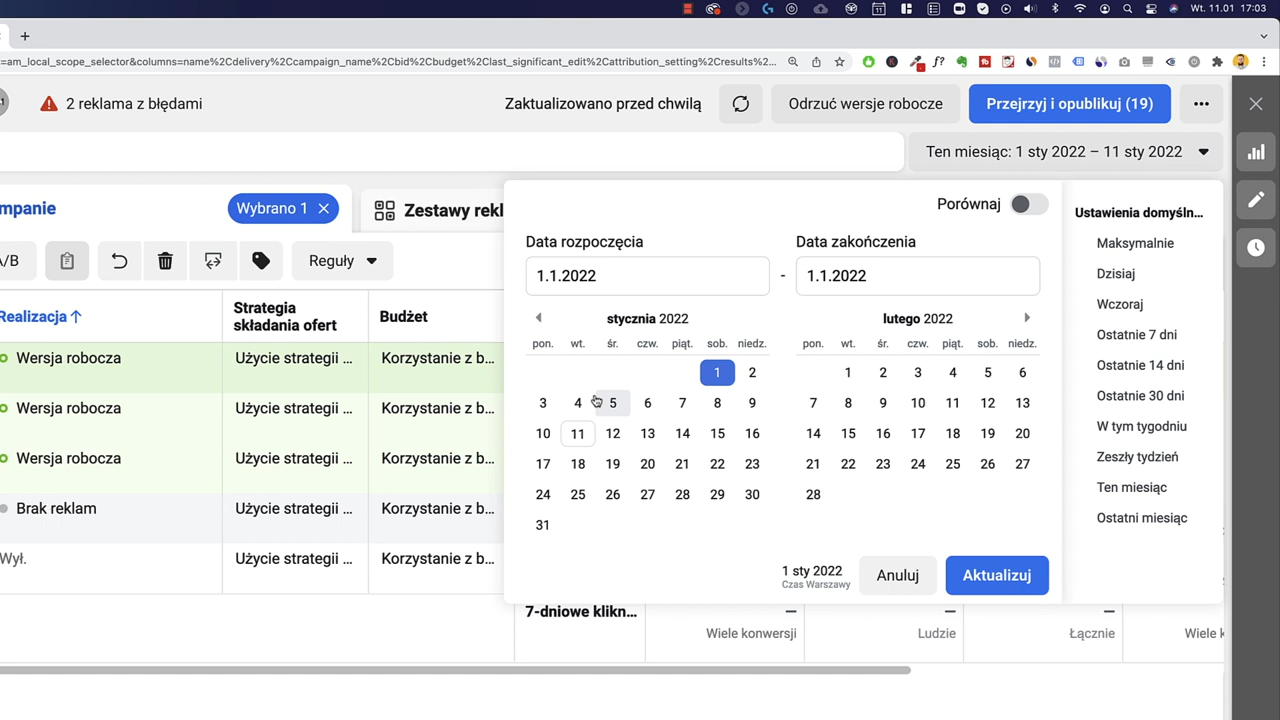 Wt. 11.01 17:03
=am_local_scope_selector&columns=name%2Cdelivery%2Ccampaign_name%2Cbid%2Cbudget%2Clast_significant_edit%2Cattribution_setting%2Cresults%2...
2 reklama z błędami
Zaktualizowano przed chwilą
Odrzuć wersje robocze
Przejrzyj i opublikuj (19)
Ten miesiąc: 1 sty 2022 – 11 sty 2022
mpanie
Wybrano 1
Zestawy rekl
A/B
Reguły
Realizacja
Strategia
składania ofert
Budżet
Wersja robocza
Użycie strategii ...
Korzystanie z b...
Wersja robocza
Użycie strategii ...
Korzystanie z b...
Wersja robocza
Użycie strategii ...
Korzystanie z b...
Brak reklam
Użycie strategii ...
Korzystanie z b...
Wył.
Użycie strategii ...
Korzystanie z b...
Porównaj
Data rozpoczęcia
Data zakończenia
1.1.2022 - 1.1.2022
stycznia 2022
pon. wt. śr. czw. piąt. sob. niedz.
1 2
3 4 5 6 7 8 9
10 11 12 13 14 15 16
17 18 19 20 21 22 23
24 25 26 27 28 29 30
31
lutego 2022
pon. wt. śr. czw. piąt. sob. niedz.
1 2 3 4 5 6
7 8 9 10 11 12 13
14 15 16 17 18 19 20
21 22 23 24 25 26 27
28
1 sty 2022
Czas Warszawy
Anuluj
Aktualizuj
Ustawienia domyśln...
Maksymalnie
Dzisiaj
Wczoraj
Ostatnie 7 dni
Ostatnie 14 dni
Ostatnie 30 dni
W tym tygodniu
Zeszły tydzień
Ten miesiąc
Ostatni miesiąc
7-dniowe klikn...
—
Wiele konwersji
—
Ludzie
—
Łącznie
Wiele k